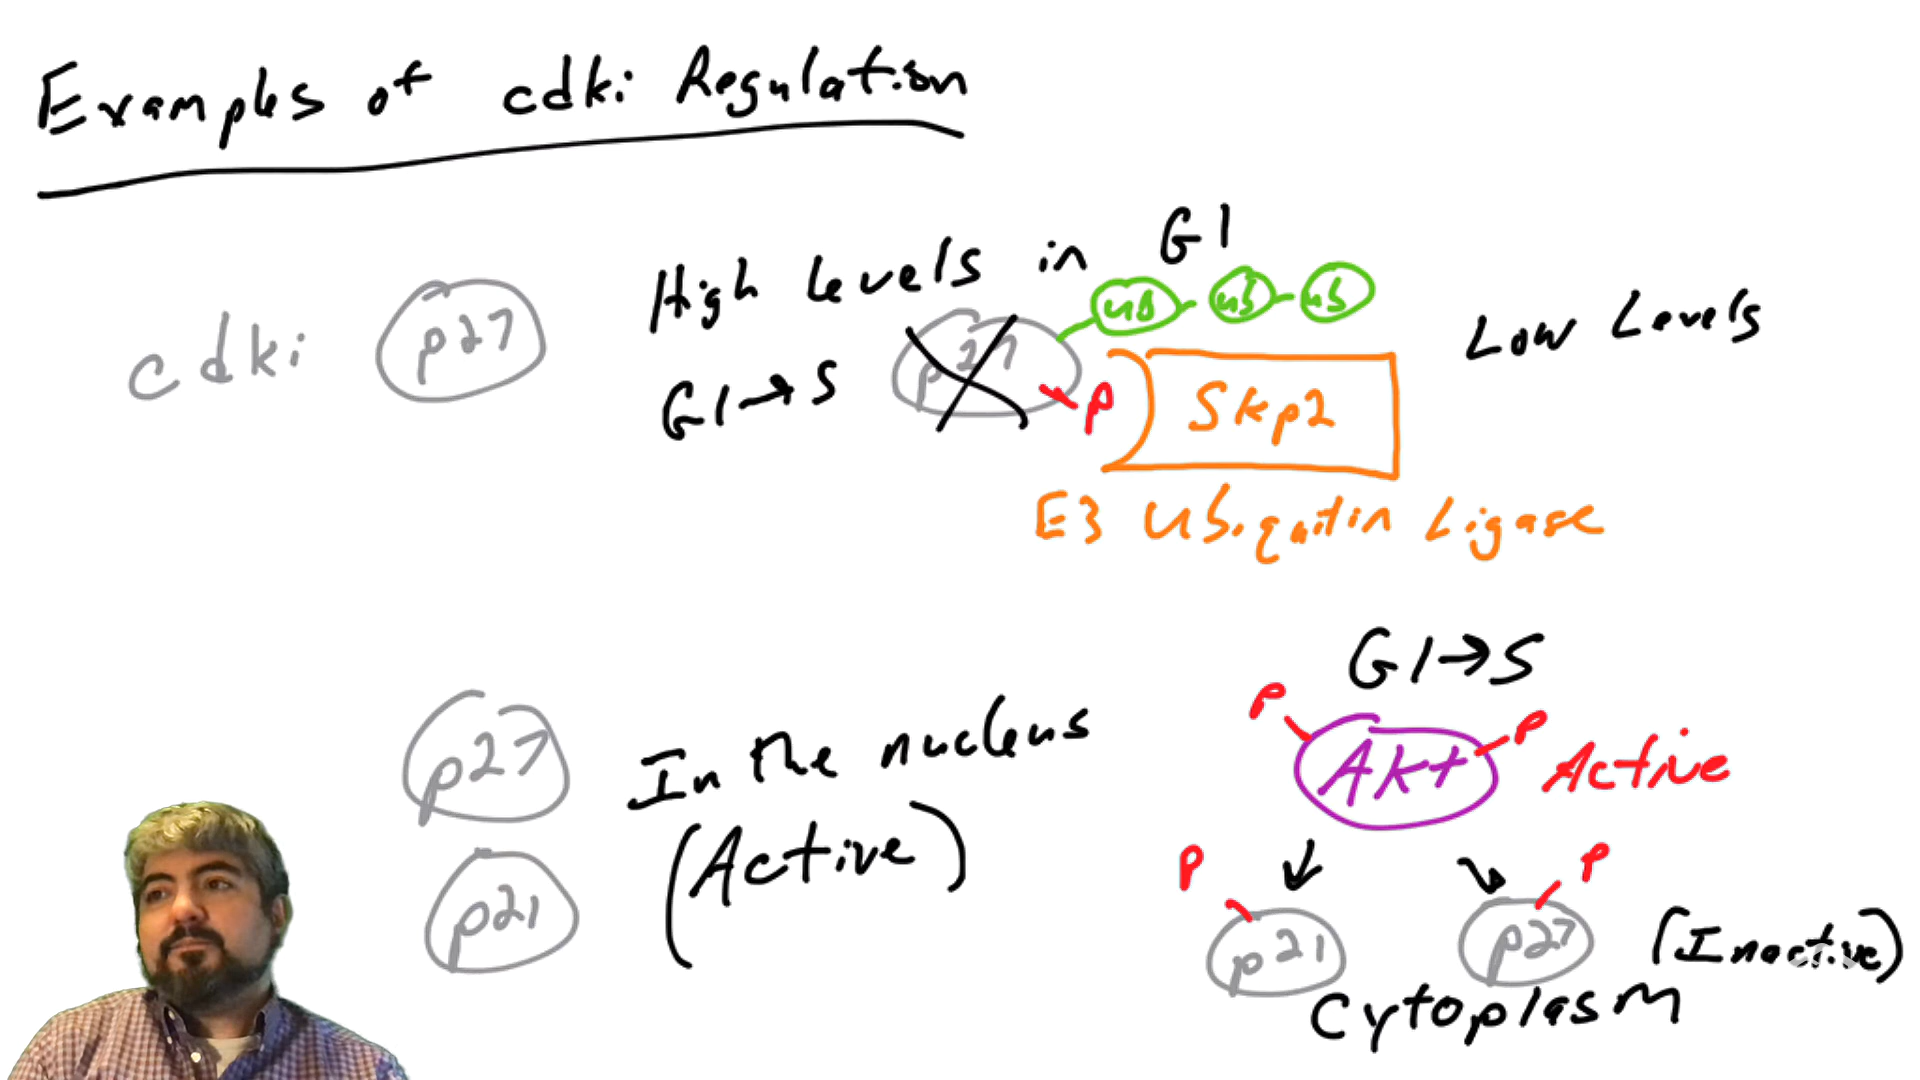 Examples of cdki Regulation
High Levels in G1
cdki p27
G1→S p27 ub ub ub Low Levels
P Skp2
E3 Ubiquitin Ligase
G1→S
p27 In the nucleus P Akt P Active
(Active)
p21
P P
p21 p27 (Inactive)
Cytoplasm